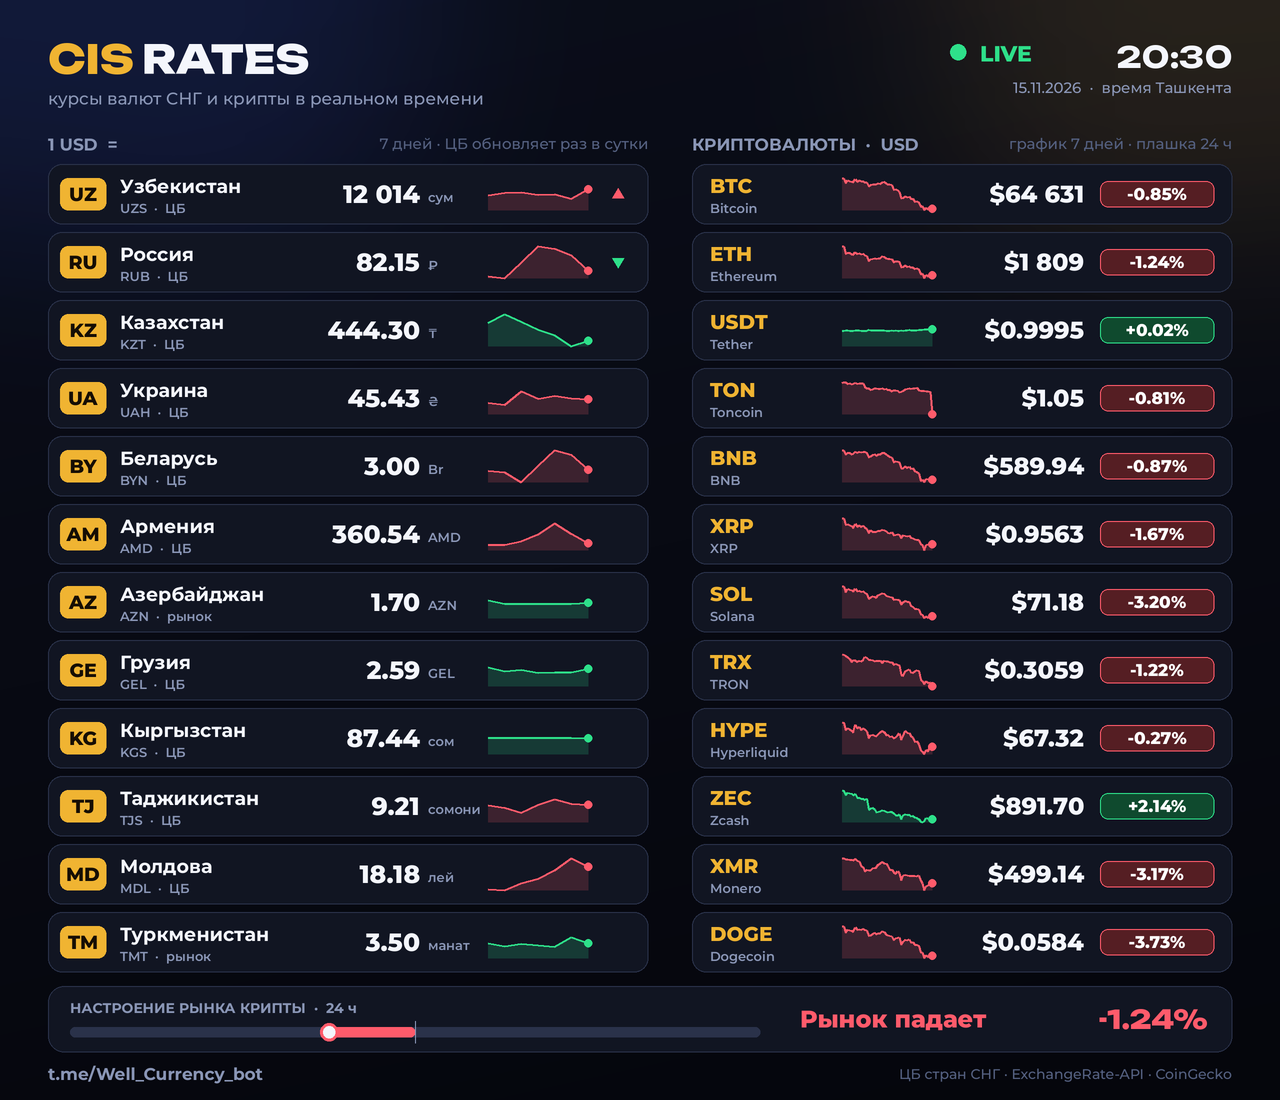 CIS RATES
курсы валют СНГ и крипты в реальном времени
LIVE 20:30
15.11.2026 · время Ташкента
1 USD =
7 дней · ЦБ обновляет раз в сутки
UZ Узбекистан 12 014 сум
UZS · ЦБ
RU Россия 82.15 ₽
RUB · ЦБ
KZ Казахстан 444.30 ₸
KZT · ЦБ
UA Украина 45.43 ₴
UAH · ЦБ
BY Беларусь 3.00 Br
BYN · ЦБ
AM Армения 360.54 AMD
AMD · ЦБ
AZ Азербайджан 1.70 AZN
AZN · рынок
GE Грузия 2.59 GEL
GEL · ЦБ
KG Кыргызстан 87.44 сом
KGS · ЦБ
TJ Таджикистан 9.21 сомони
TJS · ЦБ
MD Молдова 18.18 лей
MDL · ЦБ
TM Туркменистан 3.50 манат
TMT · рынок
КРИПТОВАЛЮТЫ · USD
график 7 дней · плашка 24 ч
BTC $64 631 -0.85%
Bitcoin
ETH $1 809 -1.24%
Ethereum
USDT $0.9995 +0.02%
Tether
TON $1.05 -0.81%
Toncoin
BNB $589.94 -0.87%
BNB
XRP $0.9563 -1.67%
XRP
SOL $71.18 -3.20%
Solana
TRX $0.3059 -1.22%
TRON
HYPE $67.32 -0.27%
Hyperliquid
ZEC $891.70 +2.14%
Zcash
XMR $499.14 -3.17%
Monero
DOGE $0.0584 -3.73%
Dogecoin
НАСТРОЕНИЕ РЫНКА КРИПТЫ · 24 ч
Рынок падает -1.24%
t.me/Well_Currency_bot
ЦБ стран СНГ · ExchangeRate-API · CoinGecko